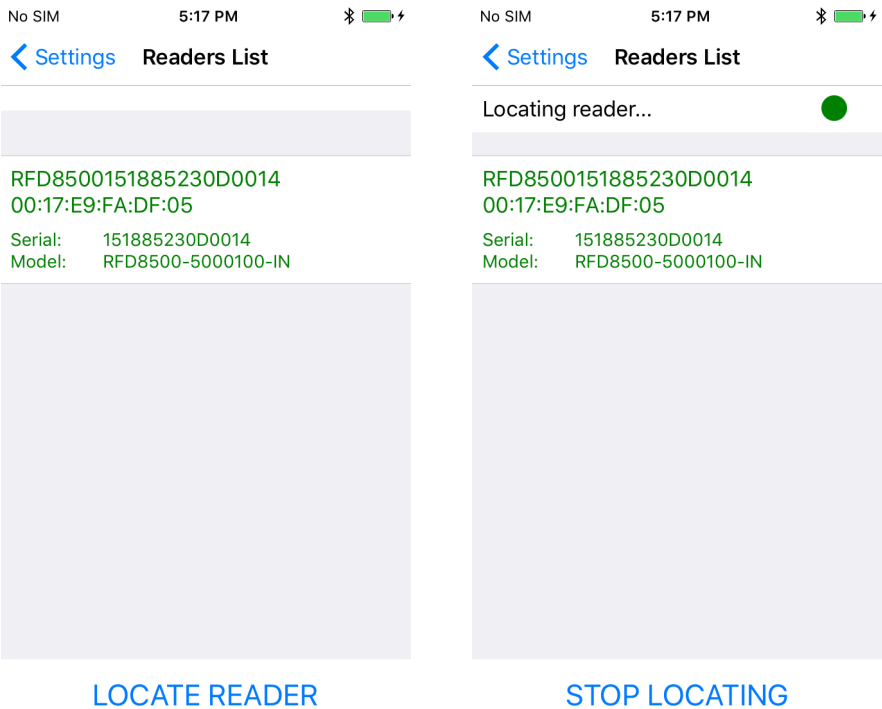 No SIM 5:17 PM
Settings Readers List
RFD8500151885230D0014
00:17:E9:FA:DF:05
Serial: 151885230D0014
Model: RFD8500-5000100-IN
LOCATE READER
No SIM 5:17 PM
Settings Readers List
Locating reader...
RFD8500151885230D0014
00:17:E9:FA:DF:05
Serial: 151885230D0014
Model: RFD8500-5000100-IN
STOP LOCATING